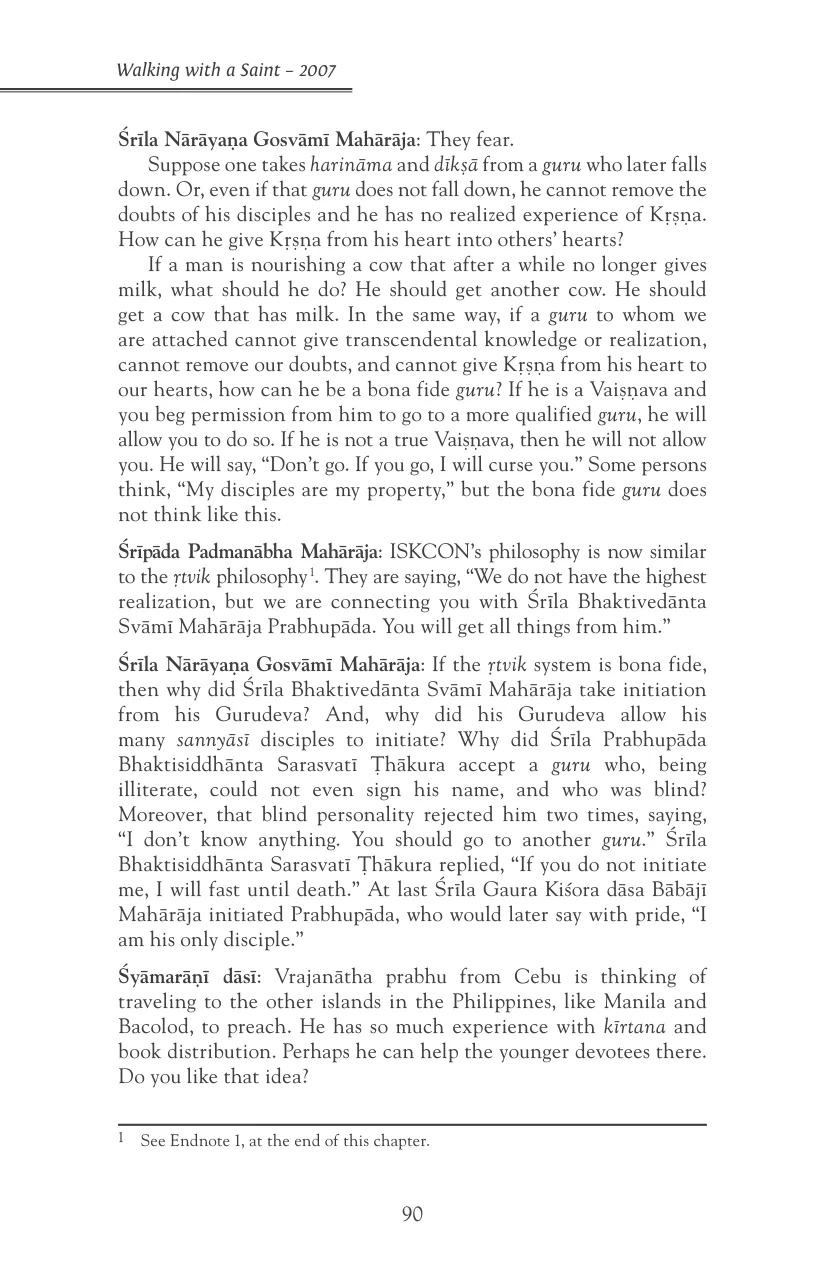 Walking with a Saint – 2007
Śrīla Nārāyaṇa Gosvāmī Mahārāja: They fear.
Suppose one takes harināma and dīkṣā from a guru who later falls
down. Or, even if that guru does not fall down, he cannot remove the
doubts of his disciples and he has no realized experience of Kṛṣṇa.
How can he give Kṛṣṇa from his heart into others’ hearts?
If a man is nourishing a cow that after a while no longer gives
milk, what should he do? He should get another cow. He should
get a cow that has milk. In the same way, if a guru to whom we
are attached cannot give transcendental knowledge or realization,
cannot remove our doubts, and cannot give Kṛṣṇa from his heart to
our hearts, how can he be a bona fide guru? If he is a Vaiṣṇava and
you beg permission from him to go to a more qualified guru, he will
allow you to do so. If he is not a true Vaiṣṇava, then he will not allow
you. He will say, “Don’t go. If you go, I will curse you.” Some persons
think, “My disciples are my property,” but the bona fide guru does
not think like this.
Śrīpāda Padmanābha Mahārāja: ISKCON’s philosophy is now similar
to the ṛtvik philosophy1. They are saying, “We do not have the highest
realization, but we are connecting you with Śrīla Bhaktivedānta
Svāmī Mahārāja Prabhupāda. You will get all things from him.”
Śrīla Nārāyaṇa Gosvāmī Mahārāja: If the ṛtvik system is bona fide,
then why did Śrīla Bhaktivedānta Svāmī Mahārāja take initiation
from his Gurudeva? And, why did his Gurudeva allow his
many sannyāsī disciples to initiate? Why did Śrīla Prabhupāda
Bhaktisiddhānta Sarasvatī Ṭhākura accept a guru who, being
illiterate, could not even sign his name, and who was blind?
Moreover, that blind personality rejected him two times, saying,
“I don’t know anything. You should go to another guru.” Śrīla
Bhaktisiddhānta Sarasvatī Ṭhākura replied, “If you do not initiate
me, I will fast until death.” At last Śrīla Gaura Kiśora dāsa Bābājī
Mahārāja initiated Prabhupāda, who would later say with pride, “I
am his only disciple.”
Śyāmarāṇī dāsī: Vrajanātha prabhu from Cebu is thinking of
traveling to the other islands in the Philippines, like Manila and
Bacolod, to preach. He has so much experience with kīrtana and
book distribution. Perhaps he can help the younger devotees there.
Do you like that idea?
1 See Endnote 1, at the end of this chapter.
90